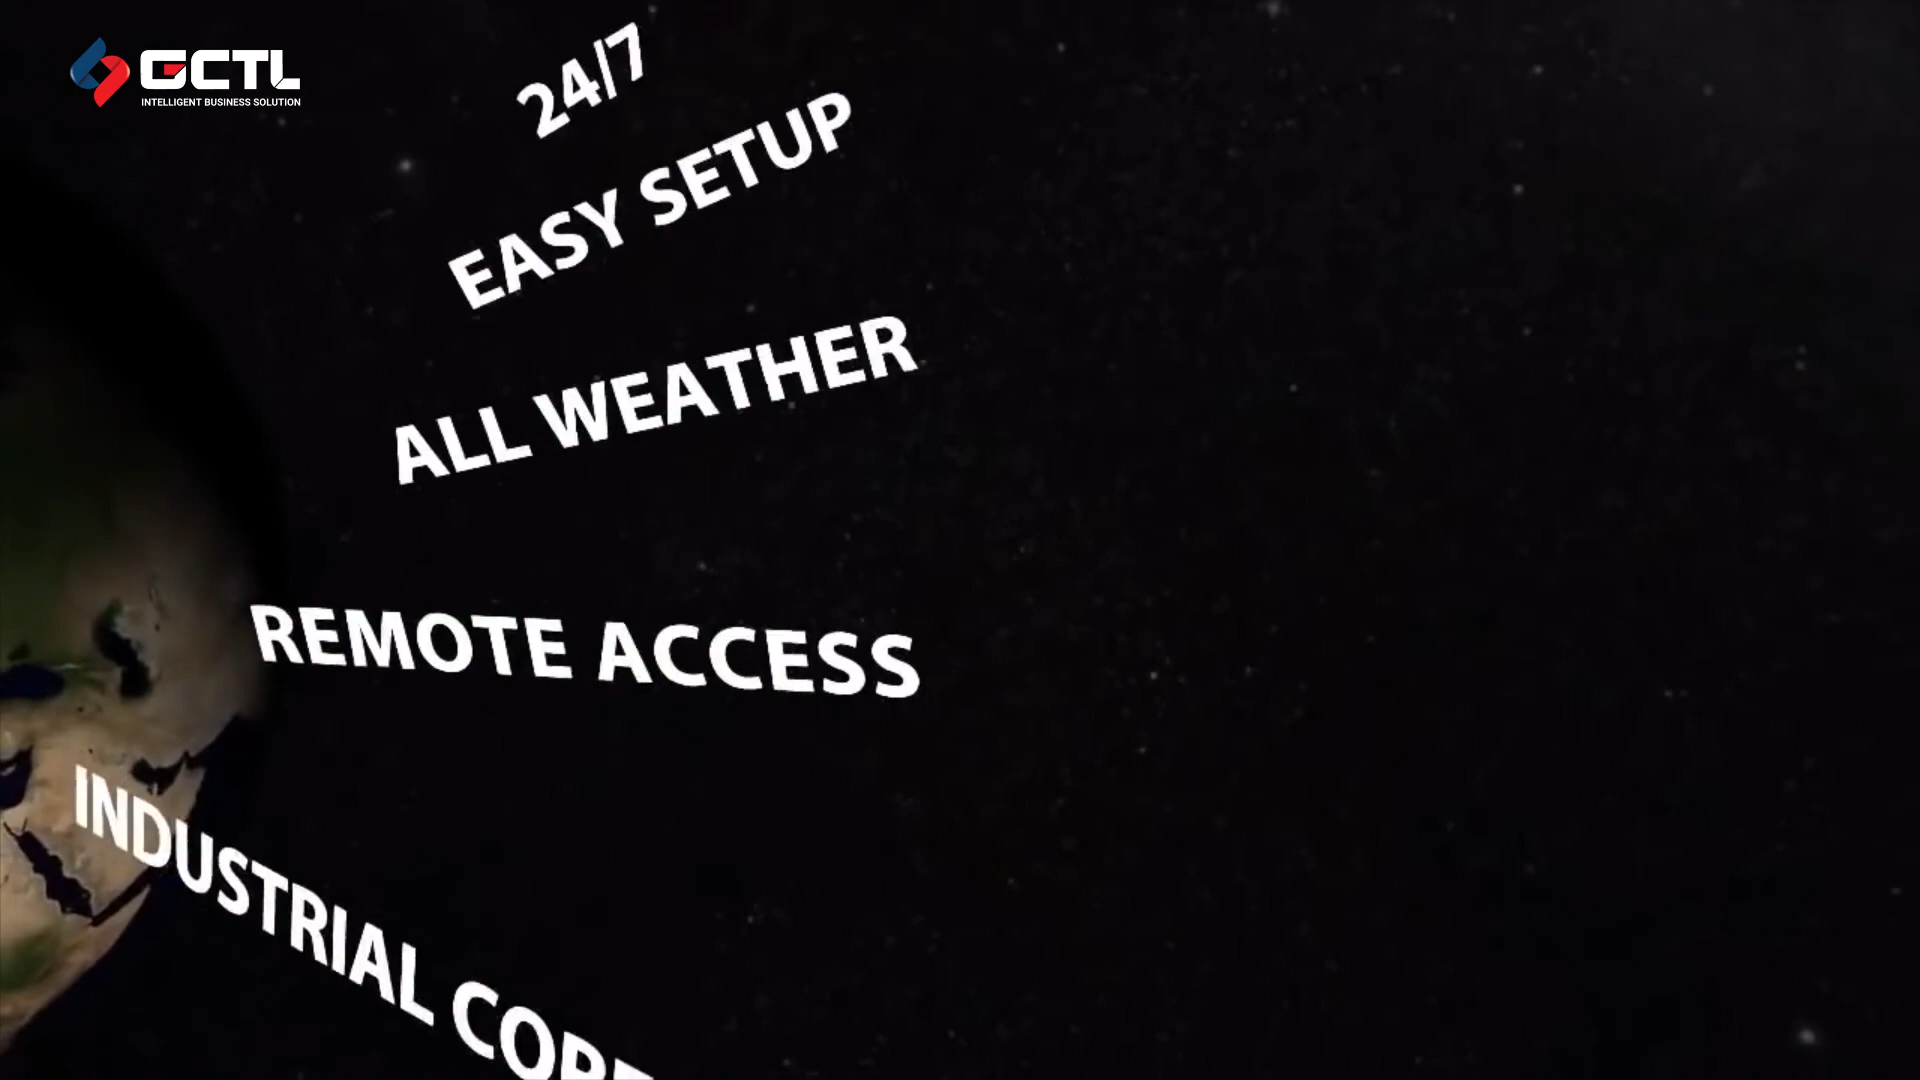 GCTL
INTELLIGENT BUSINESS SOLUTION
24/7
EASY SETUP
ALL WEATHER
REMOTE ACCESS
INDUSTRIAL